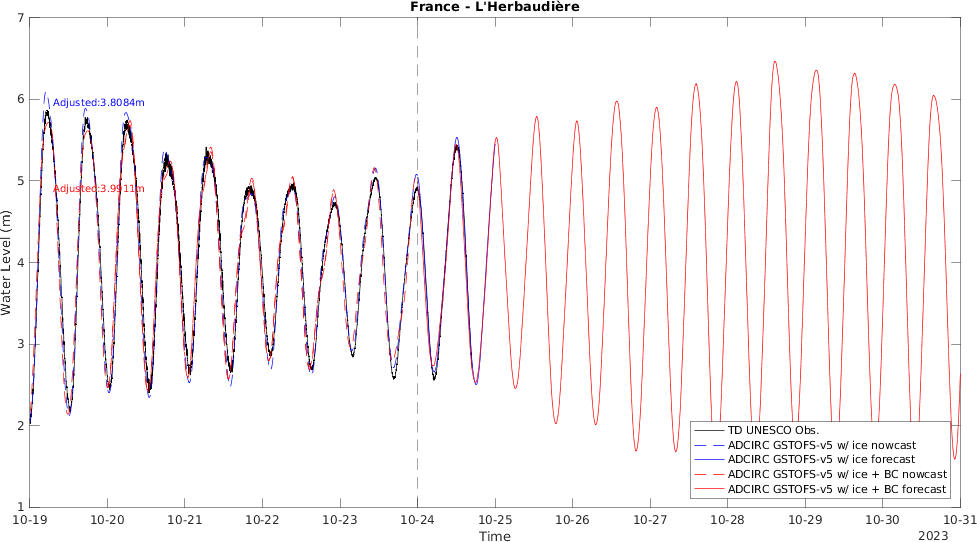 France - L'Herbaudière
7
6
5
4
3
2
1
Water Level (m)
Adjusted:3.8084m
Adjusted:3.9911m
TD UNESCO Obs.
ADCIRC GSTOFS-v5 w/ ice nowcast
ADCIRC GSTOFS-v5 w/ ice forecast
ADCIRC GSTOFS-v5 w/ ice + BC nowcast
ADCIRC GSTOFS-v5 w/ ice + BC forecast
10-19 10-20 10-21 10-22 10-23 10-24 10-25 10-26 10-27 10-28 10-29 10-30 10-31
Time
2023